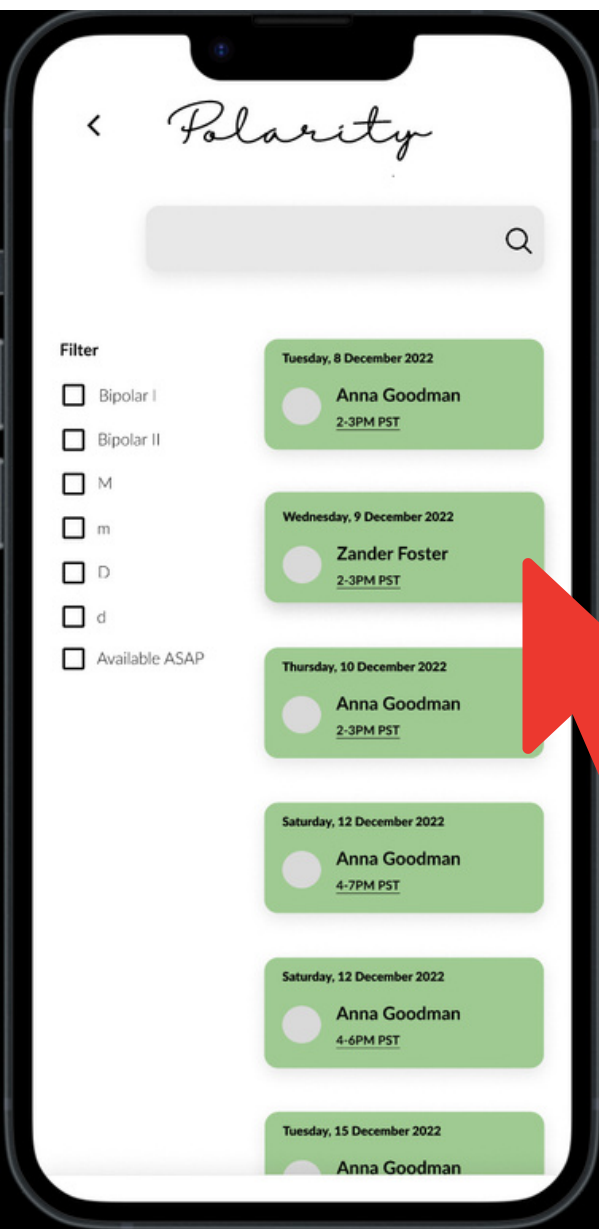 Polarity
Filter
Bipolar I
Bipolar II
M
m
D
d
Available ASAP
Tuesday, 8 December 2022
Anna Goodman
2-3PM PST
Wednesday, 9 December 2022
Zander Foster
2-3PM PST
Thursday, 10 December 2022
Anna Goodman
2-3PM PST
Saturday, 12 December 2022
Anna Goodman
4-7PM PST
Saturday, 12 December 2022
Anna Goodman
4-6PM PST
Tuesday, 15 December 2022
Anna Goodman